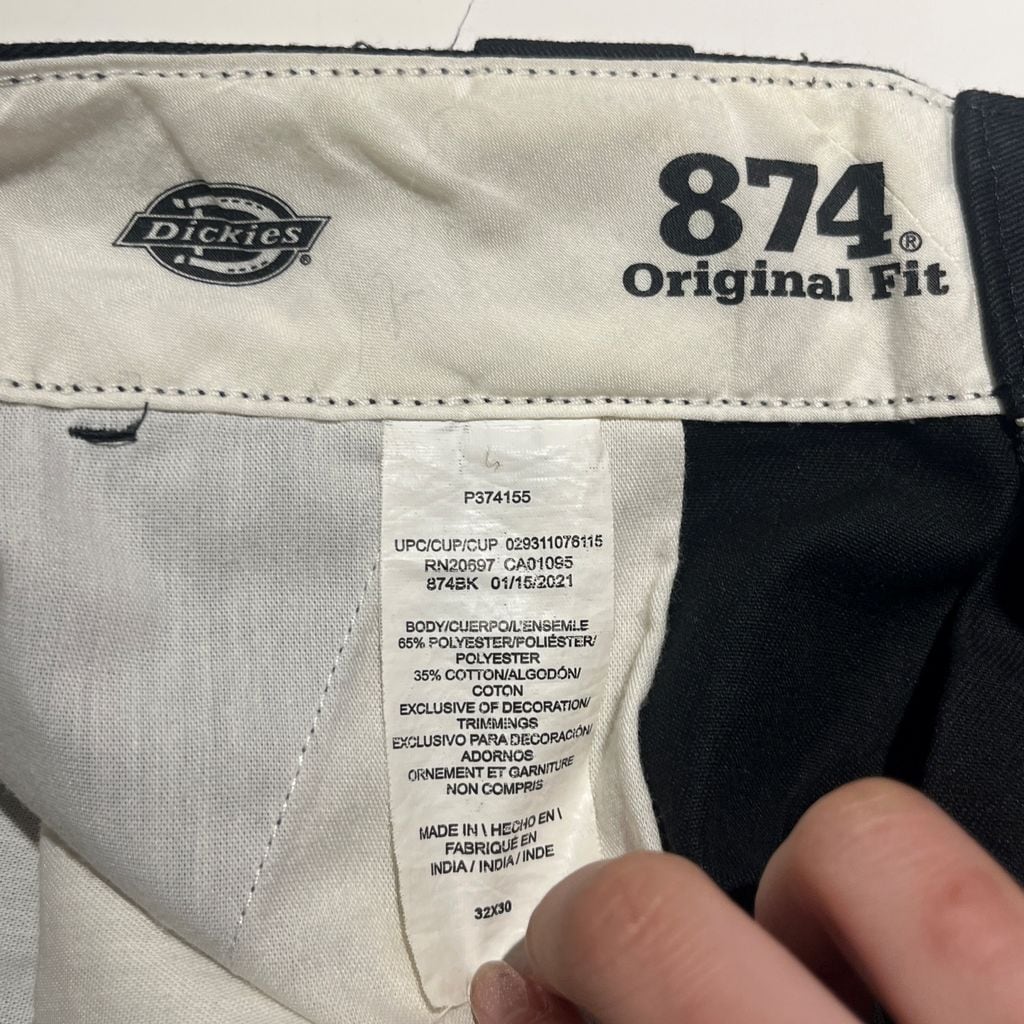 Dickies®
874®
Original Fit
P374155
UPC/CUP/CUP 029311076115
RN20697 CA01095
874BK 01/15/2021
BODY/CUERPO/L'ENSEMLE
65% POLYESTER/POLIÉSTER/
POLYESTER
35% COTTON/ALGODÓN/
COTON
EXCLUSIVE OF DECORATION/
TRIMMINGS
EXCLUSIVO PARA DECORACIÓN/
ADORNOS
ORNEMENT ET GARNITURE
NON COMPRIS
MADE IN \ HECHO EN \
FABRIQUÉ EN
INDIA / INDIA / INDE
32X30